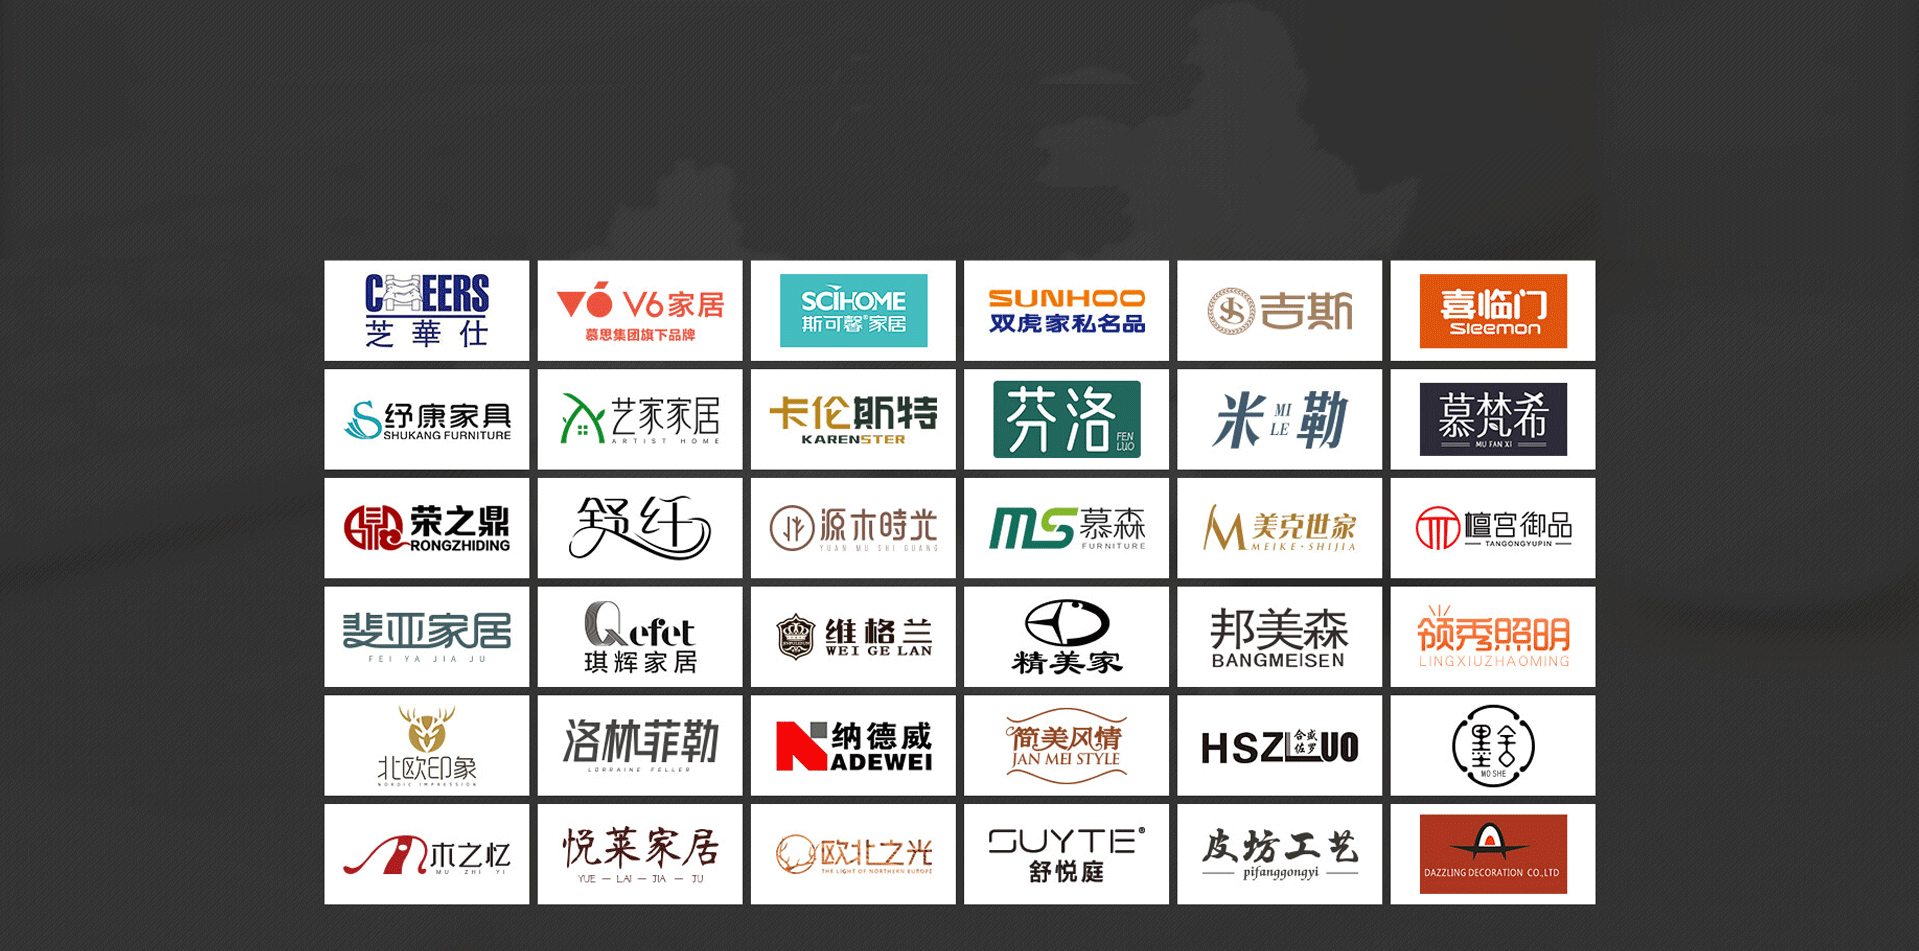 CHEERS
芝華仕
V6家居
慕思集团旗下品牌
SCIHOME
斯可馨®家居
SUNHOO
双虎家私名品
吉斯
喜临门
Sleemon
纾康家具
SHUKANG FURNITURE
艺家家居
ARTIST HOME
卡伦斯特
KARENSTER
芬洛
FEN
LUO
米勒
MI
LE
慕梵希
MU FAN XI
荣之鼎
RONGZHIDING
舒纤
源木時光
YUAN MU SHI GUANG
MS慕森
FURNITURE
美克世家
MEIKE·SHIJIA
檀宫御品
TANGONGYUPIN
斐亚家居
FEI YA JIA JU
Qefet
琪辉家居
维格兰
WEI GE LAN
精美家
邦美森
BANGMEISEN
领秀照明
LINGXIUZHAOMING
北欧印象
NORDIC IMPRESSION
洛林菲勒
LORRAINE FELLER
纳德威
NADEWEI
简美风情
JAN MEI STYLE
HSZLUO
合盛
佐罗
墨舍
MO SHE
木之忆
MU ZHI YI
悦莱家居
YUE — LAI — JIA — JU
欧北之光
THE LIGHT OF NORTHERN EUROPE
SUYTE®
舒悦庭
皮坊工艺
pifanggongyi
DAZZLING DECORATION CO.,LTD